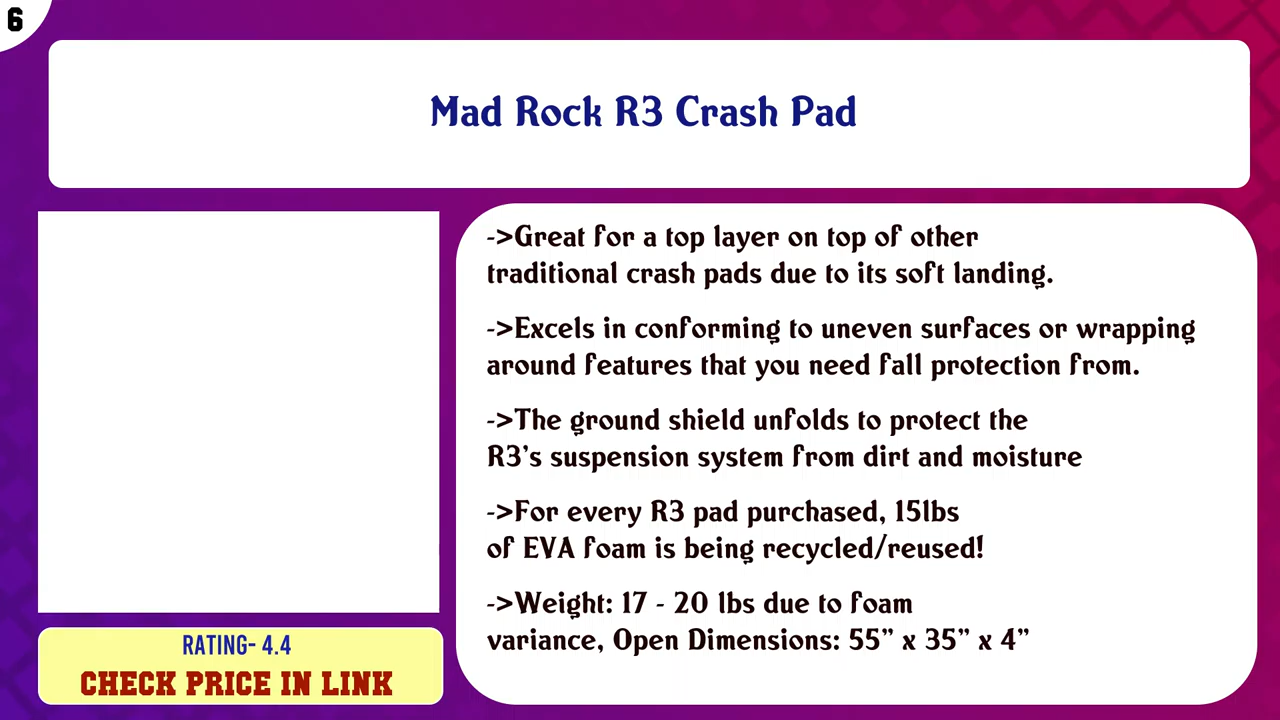 6
Mad Rock R3 Crash Pad
->Great for a top layer on top of other
traditional crash pads due to its soft landing.
->Excels in conforming to uneven surfaces or wrapping
around features that you need fall protection from.
->The ground shield unfolds to protect the
R3's suspension system from dirt and moisture
->For every R3 pad purchased, 15lbs
of EVA foam is being recycled/reused!
->Weight: 17 - 20 lbs due to foam
variance, Open Dimensions: 55” x 35” x 4”
RATING- 4.4
CHECK PRICE IN LINK